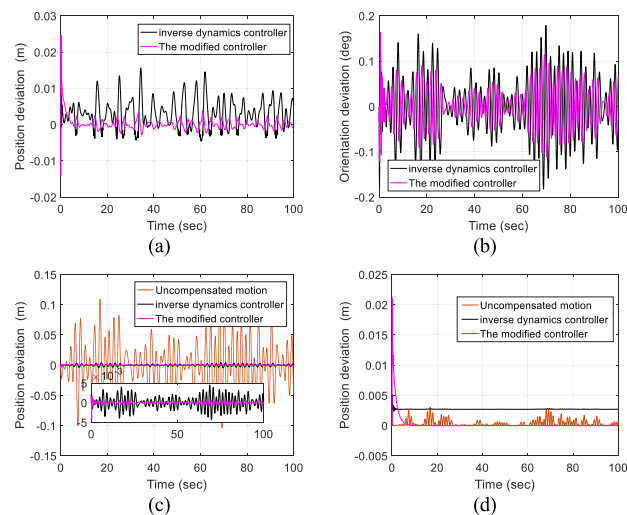 0.03
0.02
0.01
0
-0.01
-0.02
Position deviation (m)
inverse dynamics controller
The modified controller
0 20 40 60 80 100
Time (sec)
(a)
0.2
0.1
0
-0.1
-0.2
Orientation deviation (deg)
inverse dynamics controller
The modified controller
0 20 40 60 80 100
Time (sec)
(b)
0.15
0.1
0.05
0
-0.05
-0.1
-0.15
Position deviation (m)
Uncompensated motion
inverse dynamics controller
The modified controller
× 10-3
5
0
-5
0 50 100
0 20 40 60 80 100
Time (sec)
(c)
0.025
0.02
0.015
0.01
0.005
0
-0.005
Position deviation (m)
Uncompensated motion
inverse dynamics controller
The modified controller
0 20 40 60 80 100
Time (sec)
(d)